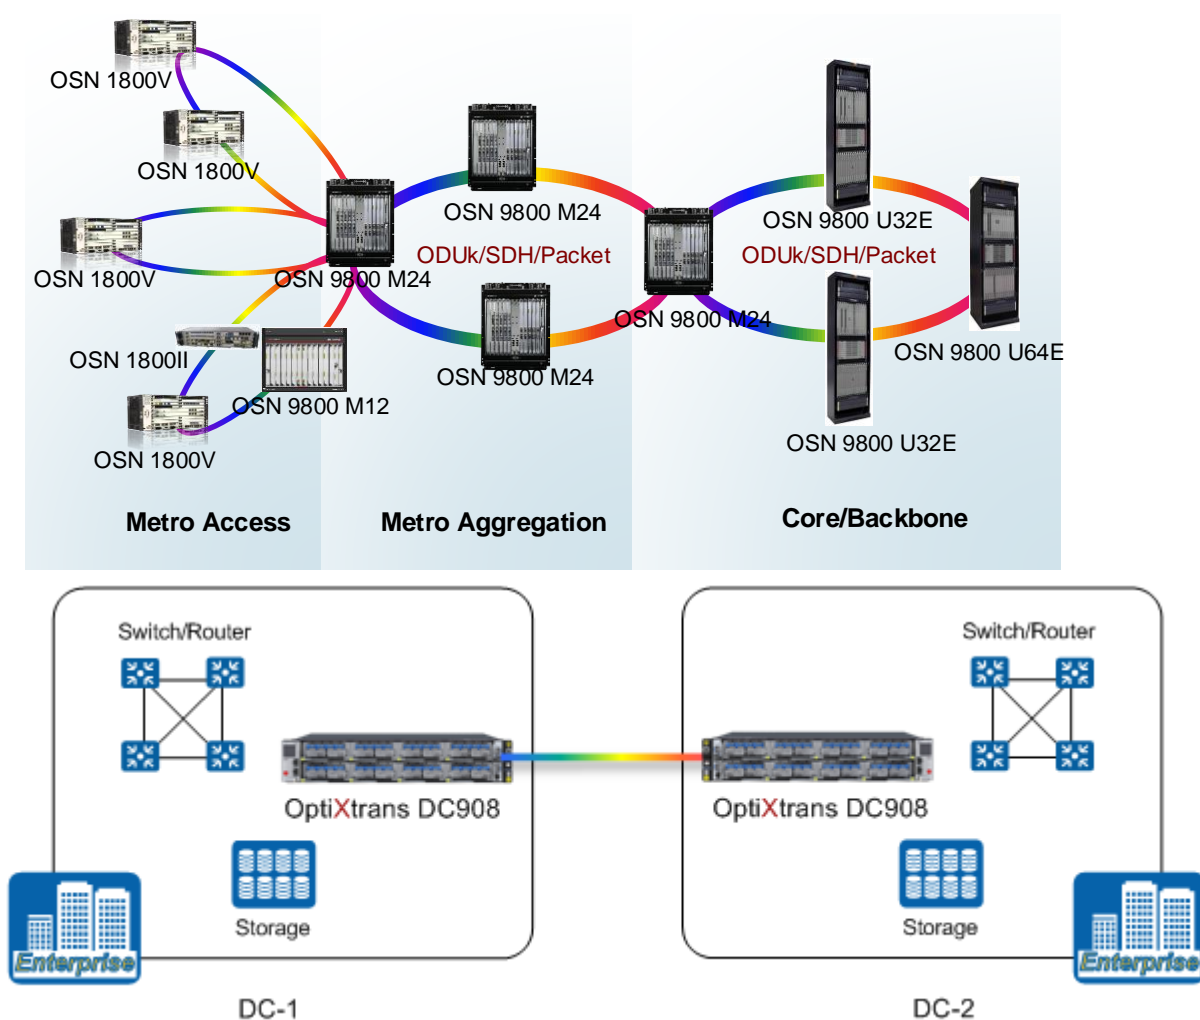 OSN 1800V
OSN 1800V
OSN 1800V
OSN 1800II
OSN 9800 M12
OSN 1800V
OSN 9800 M24
OSN 9800 M24
ODUk/SDH/Packet
OSN 9800 M24
OSN 9800 M24
OSN 9800 U32E
ODUk/SDH/Packet
OSN 9800 U64E
OSN 9800 U32E
Metro Access
Metro Aggregation
Core/Backbone
Switch/Router
OptiXtrans DC908
Storage
Enterprise
DC-1
Switch/Router
OptiXtrans DC908
Storage
Enterprise
DC-2